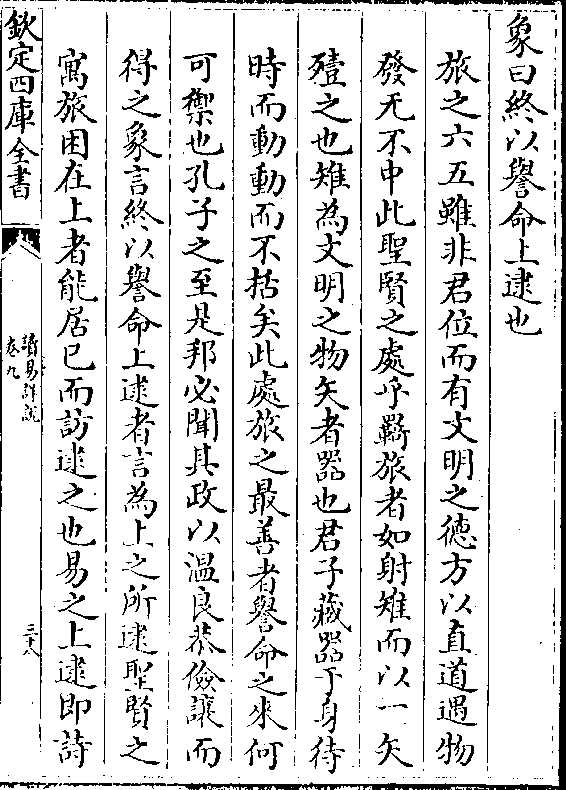 象曰終以譽命上逮也
旅之六五雖非君位而有文明之德方以直道遇物
發无不中此聖賢之處乎羈旅者如射雉而以一矢
殪之也雉為文明之物矢者器也君子藏器于身待
時而動動而不括矣此處旅之最善者譽命之來何
可禦也孔子之至是邦必聞其政以溫良恭儉讓而
得之象言終以譽命上逮者言為上之所逮聖賢之
寓旅困在上者能居已而訪逮之也易之上逮即詩
欽定四庫全書
讀易詳説
卷九
三十八